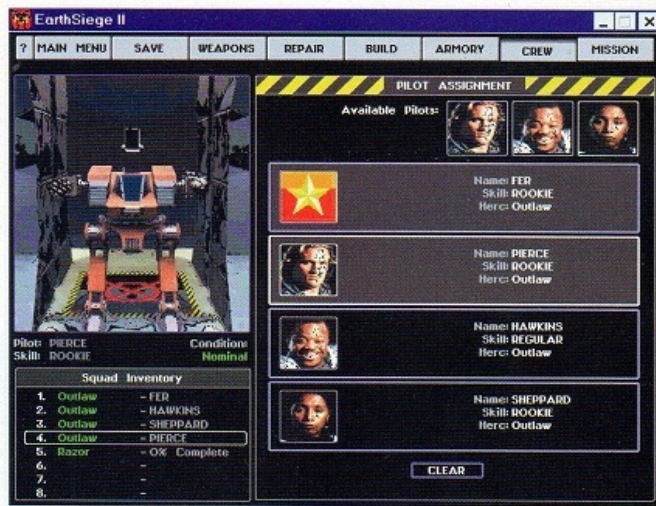 EarthSiege II
? MAIN MENU SAVE WEAPONS REPAIR BUILD ARMORY CREW MISSION
PILOT ASSIGNMENT
Available Pilots:
Name: FER
Skill: ROOKIE
Herc: Outlaw
Name: PIERCE
Skill: ROOKIE
Herc: Outlaw
Name: HAWKINS
Skill: REGULAR
Herc: Outlaw
Name: SHEPPARD
Skill: ROOKIE
Herc: Outlaw
CLEAR
Pilot: PIERCE Condition:
Skill: ROOKIE Nominal
Squad Inventory
1. Outlaw - FER
2. Outlaw - HAWKINS
3. Outlaw - SHEPPARD
4. Outlaw - PIERCE
5. Razor - 0% Complete
6. -
7. -
8. -